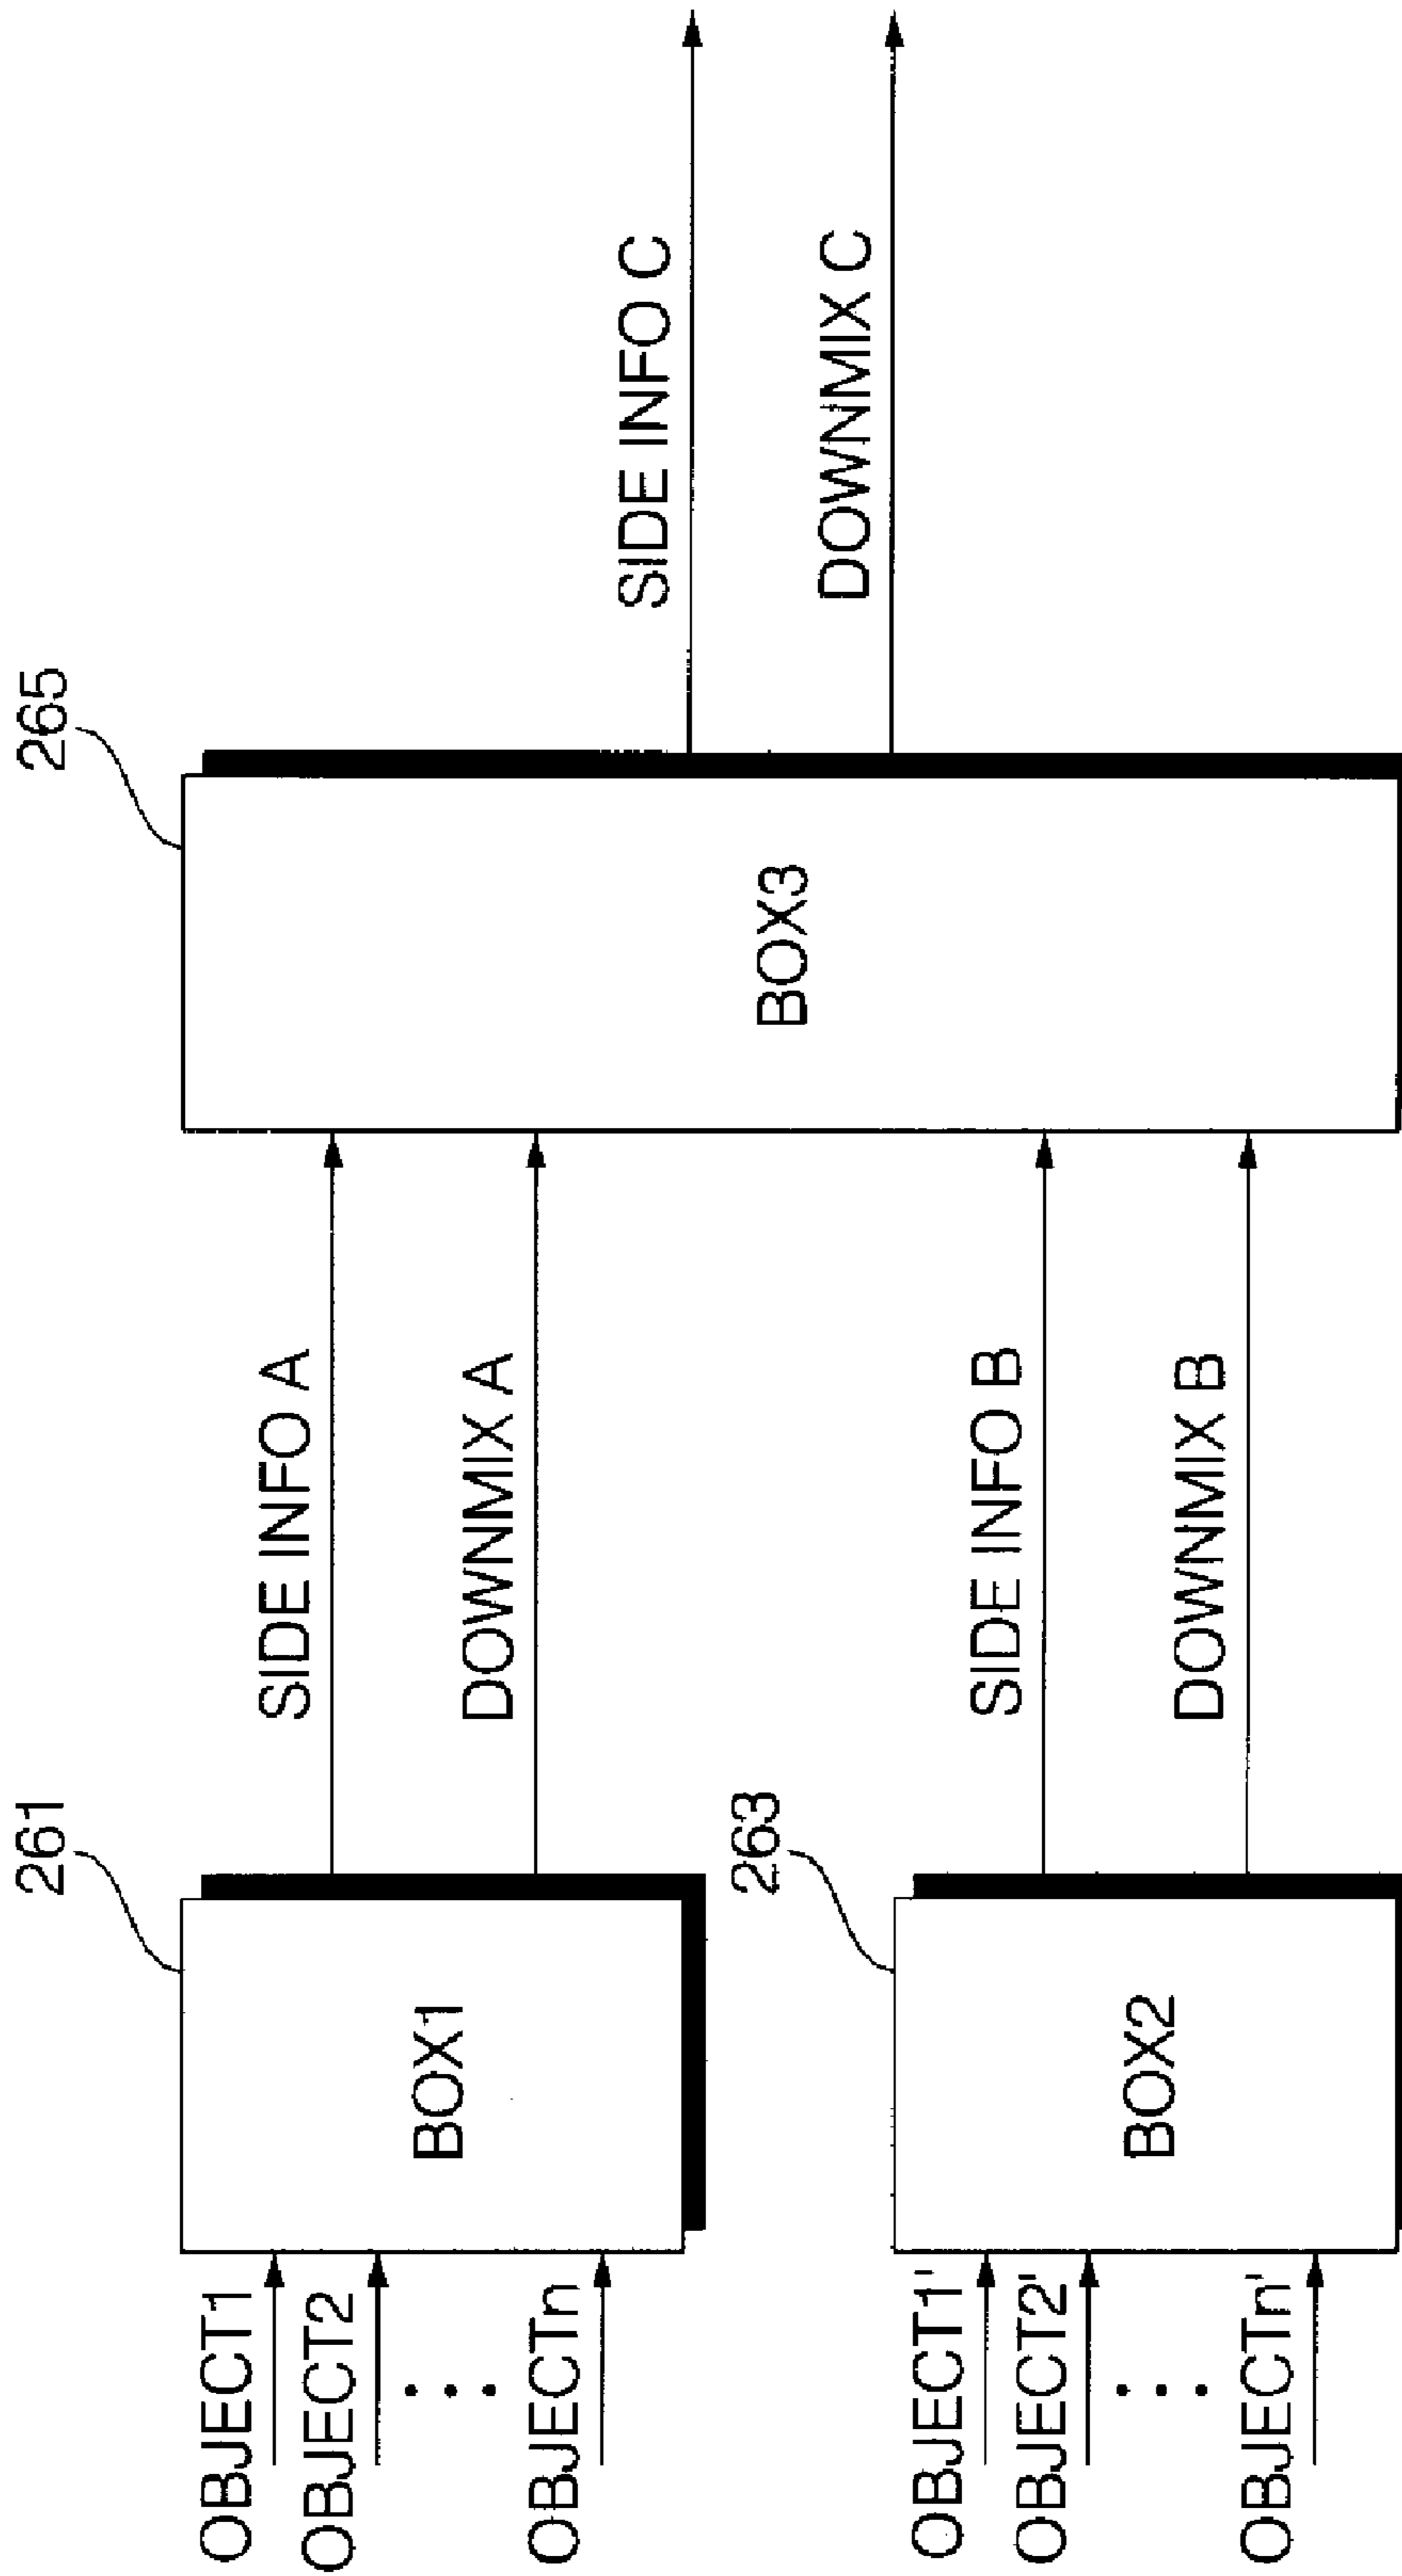 261
OBJECT1
OBJECT2
OBJECTn
BOX1
SIDE INFO A
DOWNMIX A
263
OBJECT1'
OBJECT2'
OBJECTn'
BOX2
SIDE INFO B
DOWNMIX B
265
BOX3
SIDE INFO C
DOWNMIX C